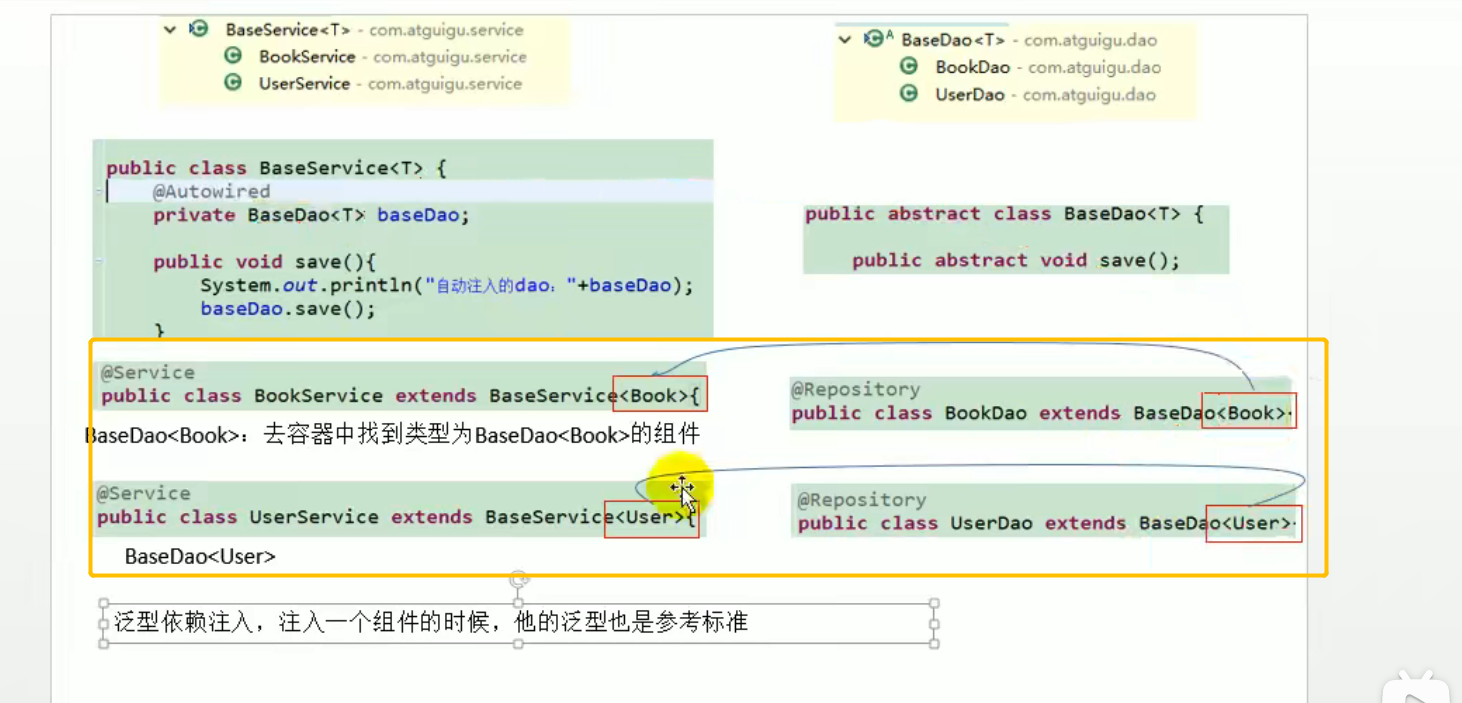 BaseService<T> - com.atguigu.service
BookService - com.atguigu.service
UserService - com.atguigu.service
BaseDao<T> - com.atguigu.dao
BookDao - com.atguigu.dao
UserDao - com.atguigu.dao
public class BaseService<T> {
@Autowired
private BaseDao<T> baseDao;
public void save(){
System.out.println("自动注入的dao："+baseDao);
baseDao.save();
}
public abstract class BaseDao<T> {
public abstract void save();
@Service
public class BookService extends BaseService<Book>{
BaseDao<Book>：去容器中找到类型为BaseDao<Book>的组件
@Repository
public class BookDao extends BaseDao<Book>
@Service
public class UserService extends BaseService<User>{
BaseDao<User>
@Repository
public class UserDao extends BaseDao<User>
泛型依赖注入，注入一个组件的时候，他的泛型也是参考标准